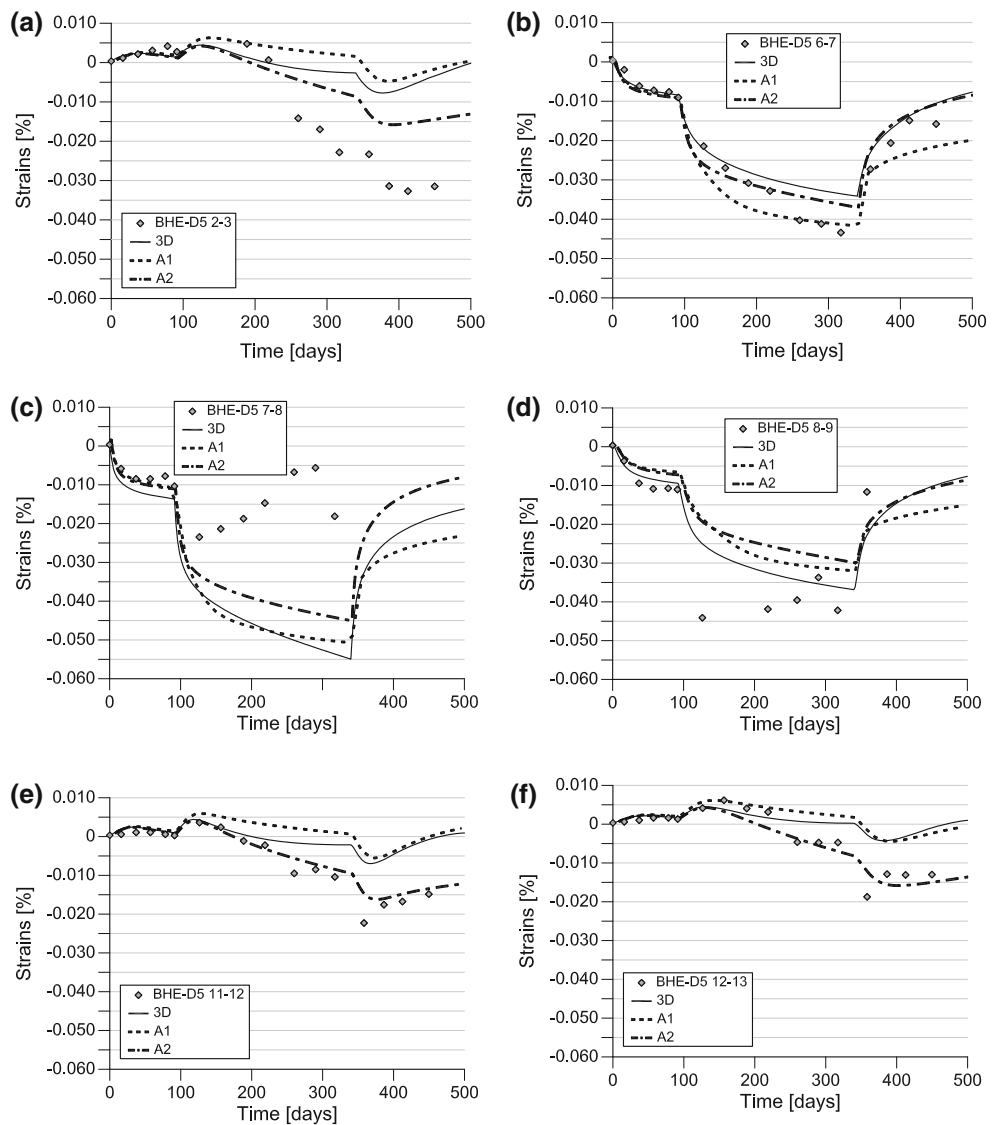 (a)
0.010
0
-0.010
-0.020
-0.030
-0.040
-0.050
-0.060
Strains [%]
BHE-D5 2-3
3D
A1
A2
0 100 200 300 400 500
Time [days]
(b)
0.010
0
-0.010
-0.020
-0.030
-0.040
-0.050
-0.060
Strains [%]
BHE-D5 6-7
3D
A1
A2
0 100 200 300 400 500
Time [days]
(c)
0.010
0
-0.010
-0.020
-0.030
-0.040
-0.050
-0.060
Strains [%]
BHE-D5 7-8
3D
A1
A2
0 100 200 300 400 500
Time [days]
(d)
0.010
0
-0.010
-0.020
-0.030
-0.040
-0.050
-0.060
Strains [%]
BHE-D5 8-9
3D
A1
A2
0 100 200 300 400 500
Time [days]
(e)
0.010
0
-0.010
-0.020
-0.030
-0.040
-0.050
-0.060
Strains [%]
BHE-D5 11-12
3D
A1
A2
0 100 200 300 400 500
Time [days]
(f)
0.010
0
-0.010
-0.020
-0.030
-0.040
-0.050
-0.060
Strains [%]
BHE-D5 12-13
3D
A1
A2
0 100 200 300 400 500
Time [days]